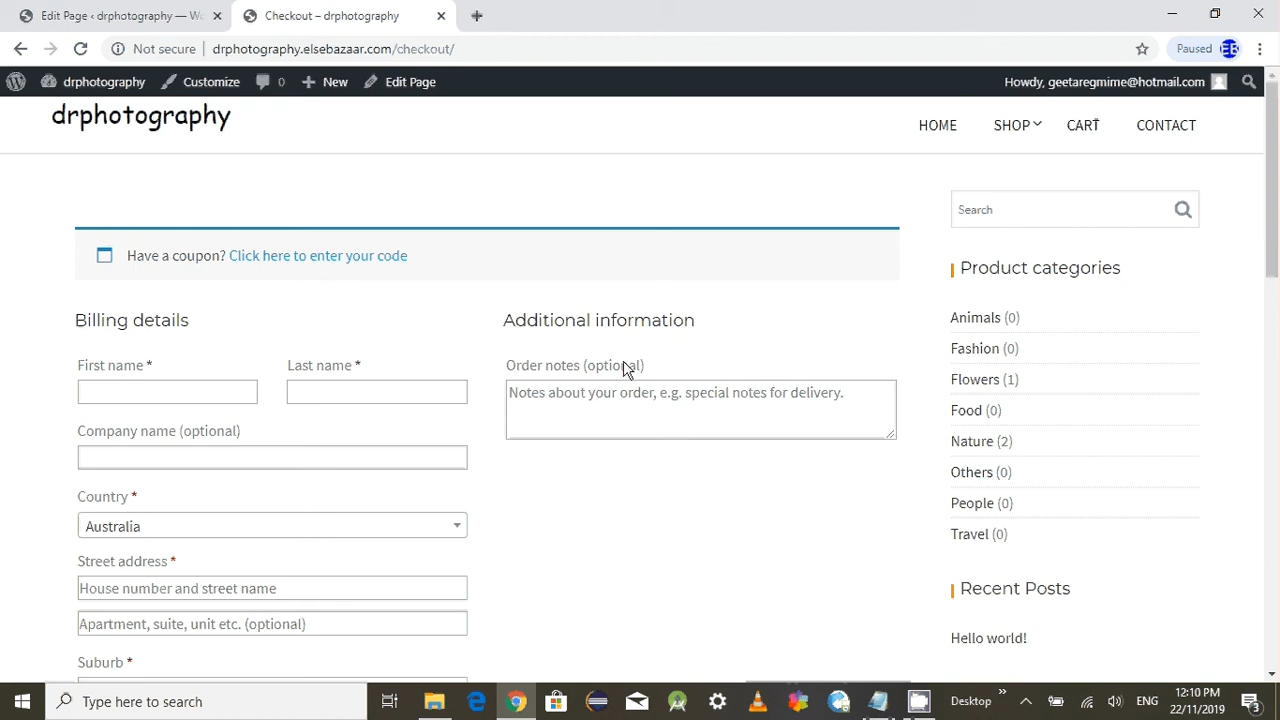 Edit Page ‹ drphotography — Wo
Checkout – drphotography
Not secure | drphotography.elsebazaar.com/checkout/
Paused EB
drphotography Customize 0 New Edit Page
Howdy, geetaregmime@hotmail.com
drphotography
HOME SHOP CART CONTACT
Search
Have a coupon? Click here to enter your code
Product categories
Billing details
Additional information
Animals (0)
First name *
Last name *
Order notes (optional)
Fashion (0)
Notes about your order, e.g. special notes for delivery.
Flowers (1)
Food (0)
Company name (optional)
Nature (2)
Others (0)
Country *
People (0)
Australia
Travel (0)
Street address *
House number and street name
Recent Posts
Apartment, suite, unit etc. (optional)
Hello world!
Suburb *
Type here to search
Desktop
ENG
12:10 PM
22/11/2019
3